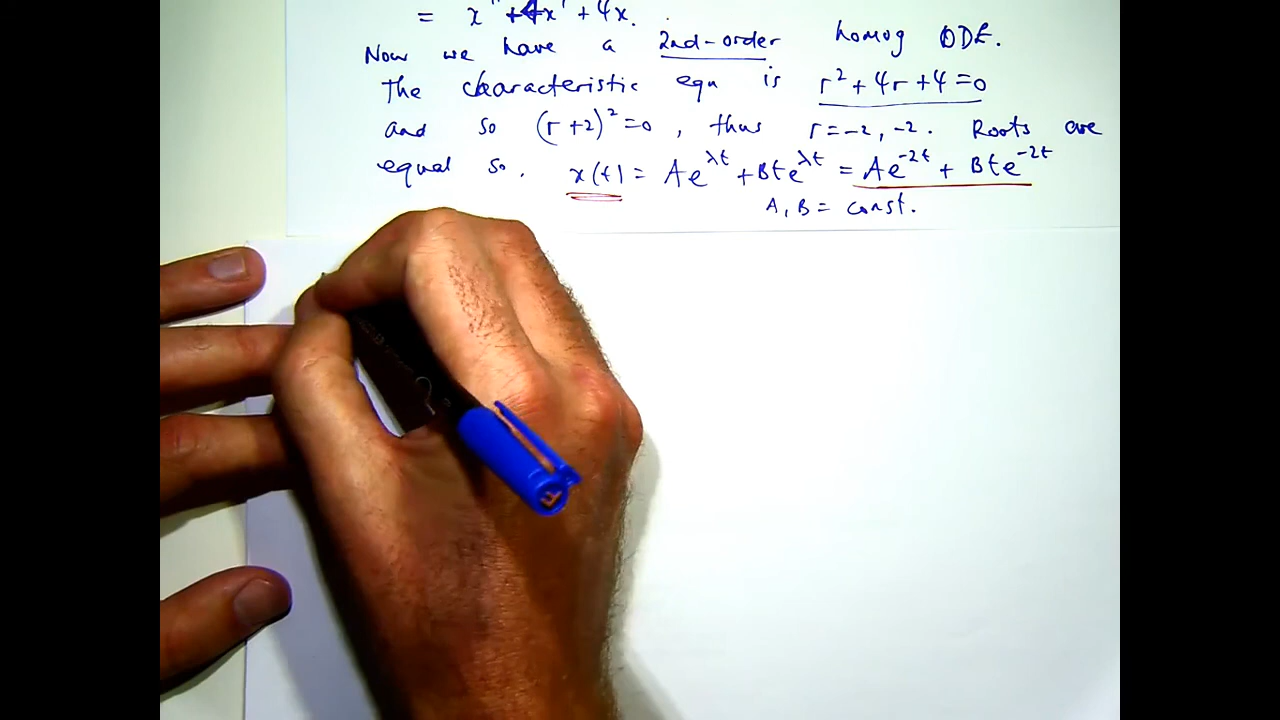 = x'' + 4x' + 4x.
Now we have a 2nd-order homog ODE.
The characteristic eqn is r² + 4r + 4 = 0
and so (r + 2)² = 0, thus r = -2, -2. Roots are
equal so. x(t) = Ae^{λt} + Bte^{λt} = Ae^{-2t} + Bte^{-2t}
A, B = const.